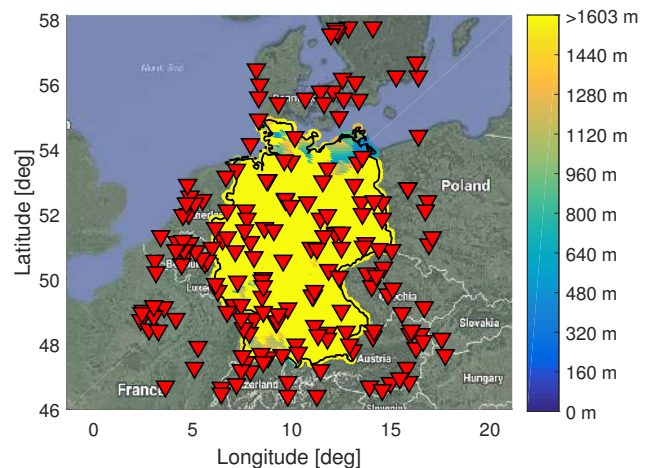 58
56
54
52
50
48
46
0
5
10
15
20
Latitude [deg]
Longitude [deg]
Poland
Slovakia
Hungary
Austria
France
>1603 m
1440 m
1280 m
1120 m
960 m
800 m
640 m
480 m
320 m
160 m
0 m